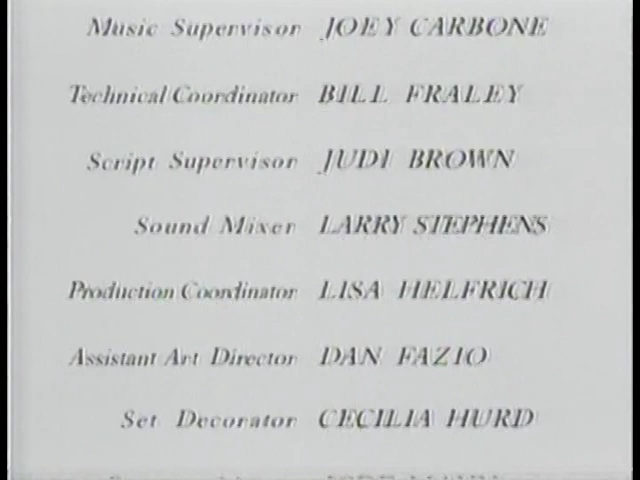 Music Supervisor JOEY CARBONE
Technical Coordinator BILL FRALEY
Script Supervisor JUDI BROWN
Sound Mixer LARRY STEPHENS
Production Coordinator LISA HELFRICH
Assistant Art Director DAN FAZIO
Set Decorator CECILIA HURD